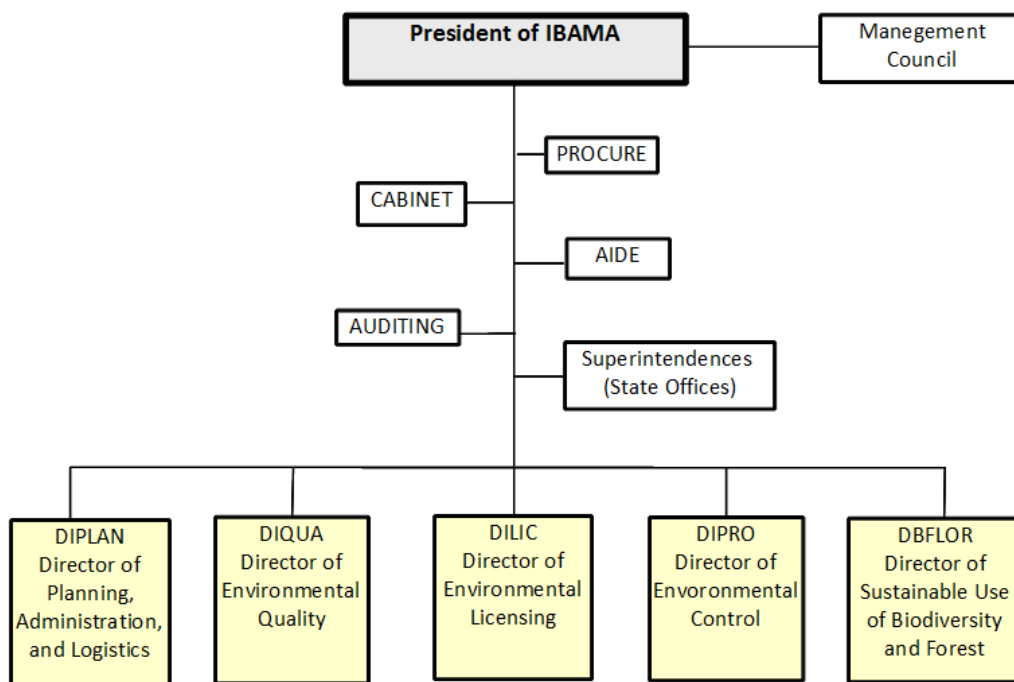 President of IBAMA
Manegement
Council
PROCURE
CABINET
AIDE
AUDITING
Superintendences
(State Offices)
DIPLAN
Director of
Planning,
Administration,
and Logistics
DIQUA
Director of
Environmental
Quality
DILIC
Director of
Environmental
Licensing
DIPRO
Director of
Envoronmental
Control
DBFLOR
Director of
Sustainable Use
of Biodiversity
and Forest